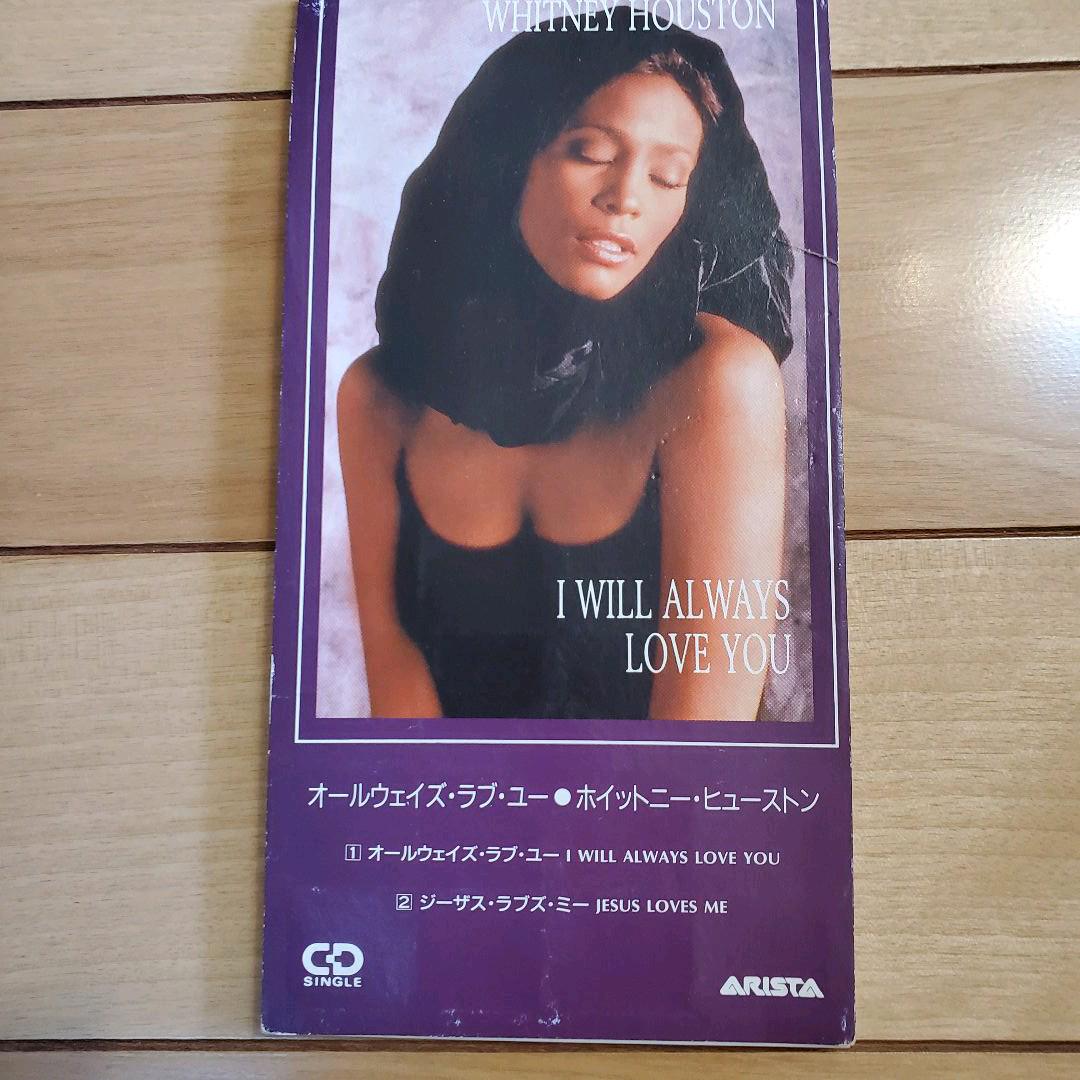 WHITNEY HOUSTON
I WILL ALWAYS
LOVE YOU
オールウェイズ・ラブ・ユー●ホイットニー・ヒューストン
1 オールウェイズ・ラブ・ユー I WILL ALWAYS LOVE YOU
2 ジーザス・ラブズ・ミー JESUS LOVES ME
CD
SINGLE
ARISTA